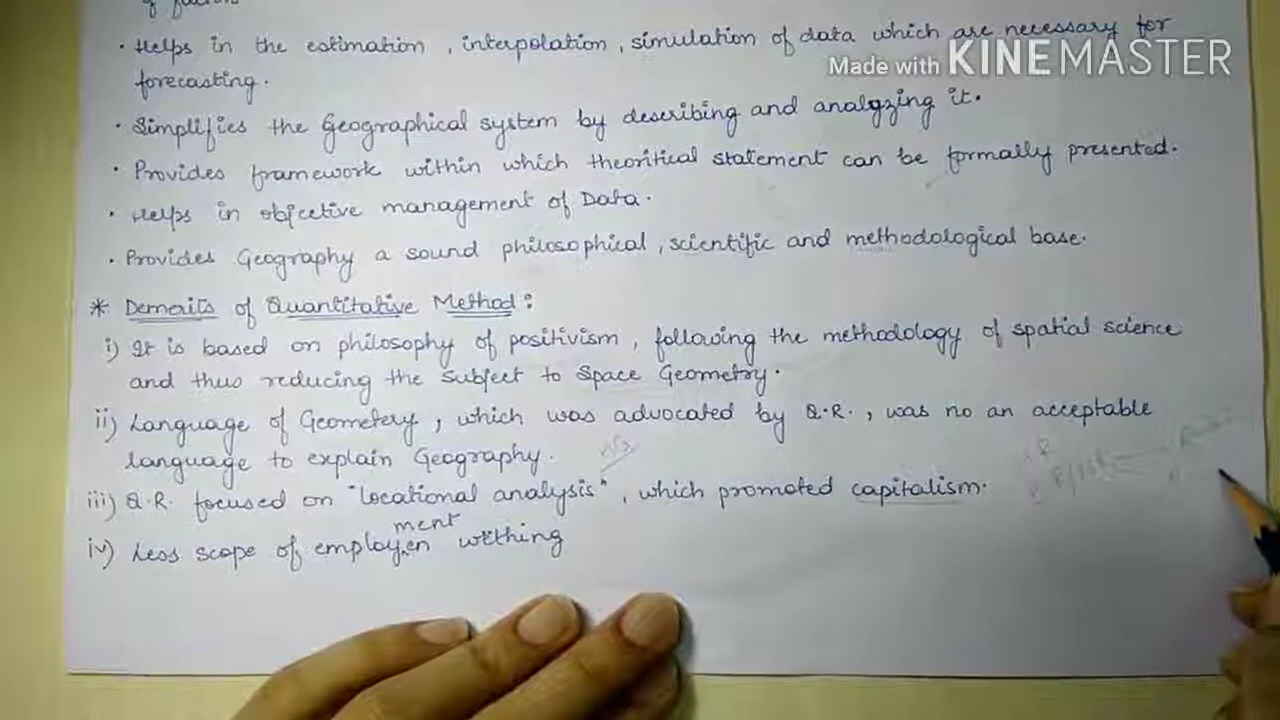 of factors
• Helps in the estimation, interpolation, simulation of data which are necessary for
Made with KINEMASTER
forecasting.
• Simplifies the Geographical system by describing and analyzing it.
• Provides framework within which theoritical statement can be formally presented.
• Helps in objective management of Data.
• Provides Geography a sound philosophical, scientific and methodological base.
* Demerits of Quantitative Method:
i) It is based on philosophy of positivism, following the methodology of spatial science
and thus reducing the subject to Space Geometry.
ii) Language of Geometery, which was advocated by Q.R., was no an acceptable
language to explain Geography.
iii) Q.R. focused on "locational analysis", which promoted capitalism.
ment
iv) Less scope of employen withing